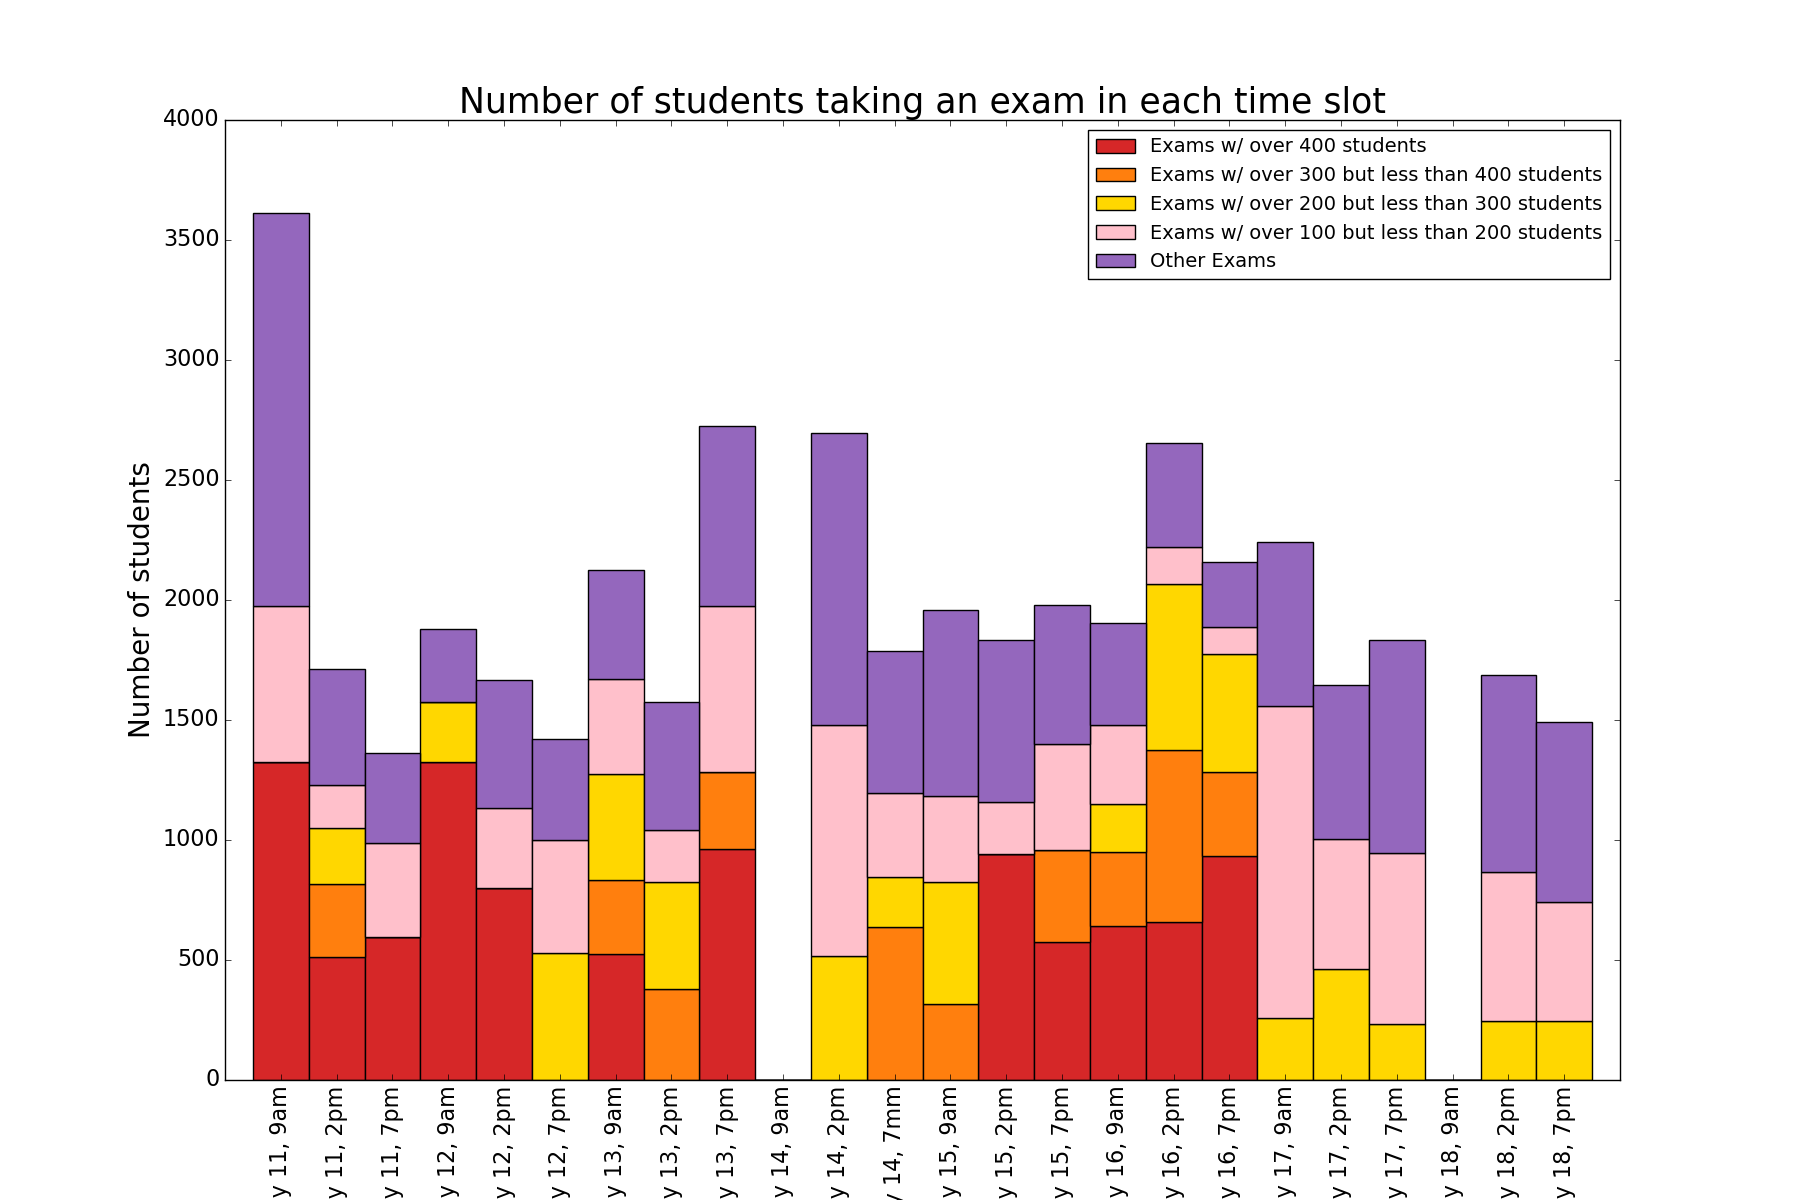 Number of students taking an exam in each time slot
Exams w/ over 400 students
Exams w/ over 300 but less than 400 students
Exams w/ over 200 but less than 300 students
Exams w/ over 100 but less than 200 students
Other Exams
Number of students
4000
3500
3000
2500
2000
1500
1000
500
0
y 11, 9am
y 11, 2pm
y 11, 7pm
y 12, 9am
y 12, 2pm
y 12, 7pm
y 13, 9am
y 13, 2pm
y 13, 7pm
y 14, 9am
y 14, 2pm
y 14, 7mm
y 15, 9am
y 15, 2pm
y 15, 7pm
y 16, 9am
y 16, 2pm
y 16, 7pm
y 17, 9am
y 17, 2pm
y 17, 7pm
y 18, 9am
y 18, 2pm
y 18, 7pm